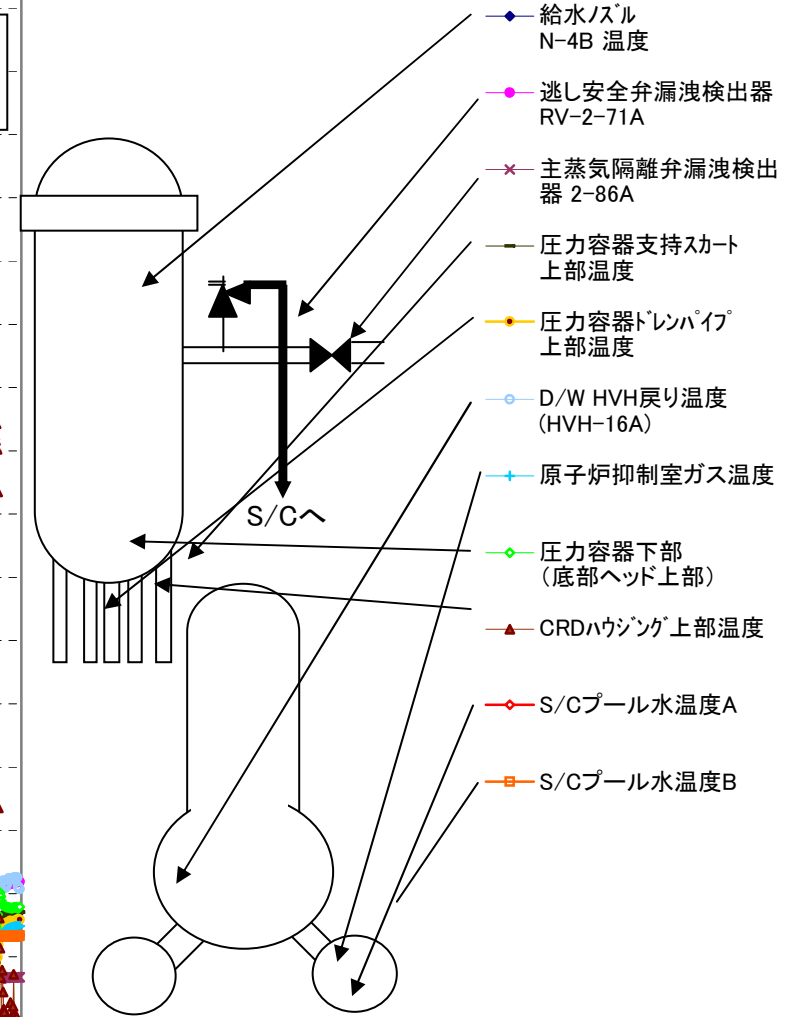 給水ノズル
N-4B 温度
逃し安全弁漏洩検出器
RV-2-71A
主蒸気隔離弁漏洩検出
器 2-86A
圧力容器支持スカート
上部温度
圧力容器ドレンパイプ
上部温度
D/W HVH戻り温度
(HVH-16A)
原子炉抑制室ガス温度
S/Cへ
圧力容器下部
（底部ヘッド上部）
CRDハウジング上部温度
S/Cプール水温度A
S/Cプール水温度B